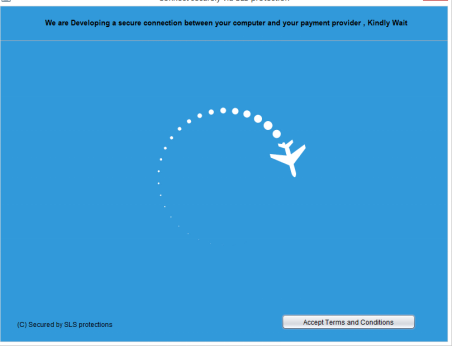 Connect securely via SLS protection
We are Developing a secure connection between your computer and your payment provider , Kindly Wait
(C) Secured by SLS protections
Accept Terms and Conditions